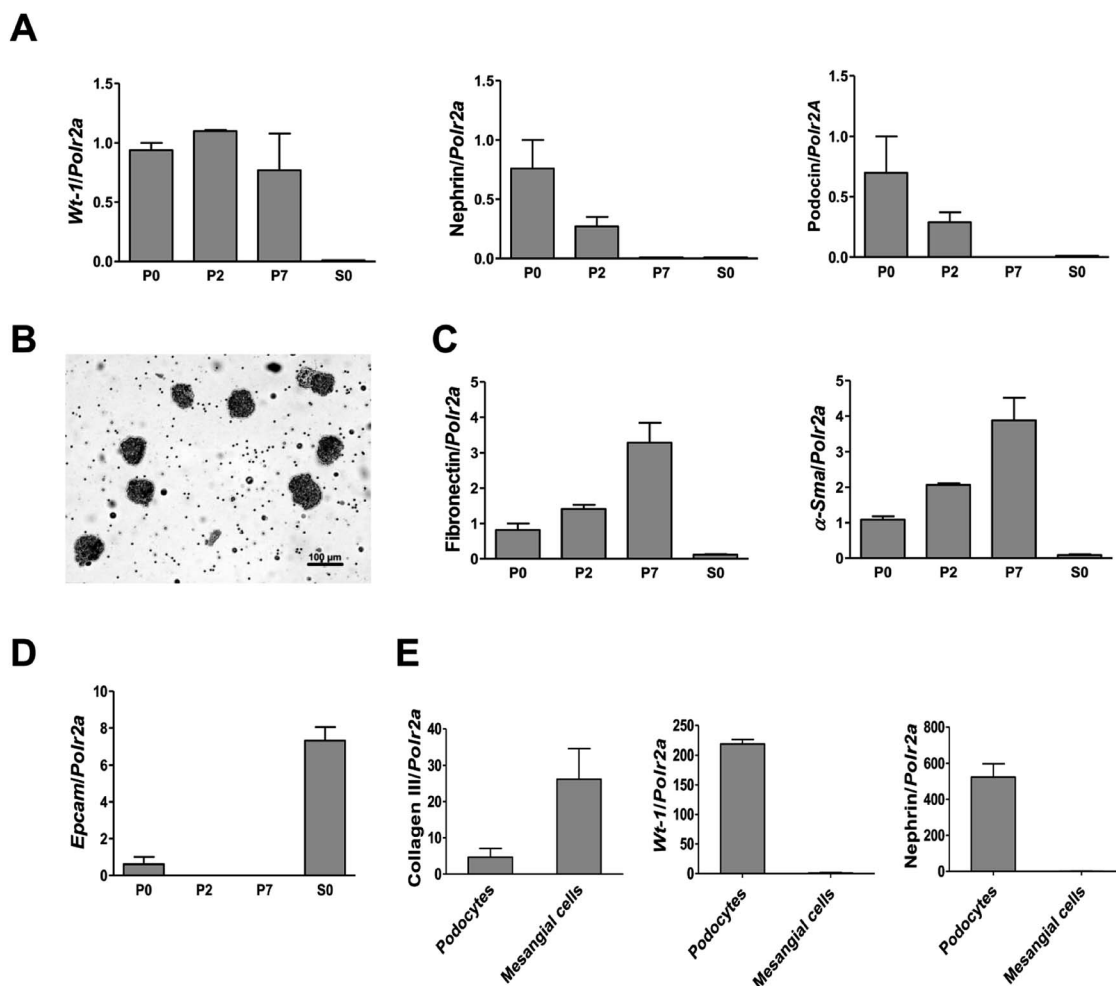 A
Wt-1/Polr2a
1.5
1.0
0.5
0.0
P0 P2 P7 S0
Nephrin/Polr2a
1.5
1.0
0.5
0.0
P0 P2 P7 S0
Podocin/Polr2A
1.5
1.0
0.5
0.0
P0 P2 P7 S0
B
100 µm
C
Fibronectin/Polr2a
5
4
3
2
1
0
P0 P2 P7 S0
α-Sma/Polr2a
5
4
3
2
1
0
P0 P2 P7 S0
D
Epcam/Polr2a
10
8
6
4
2
0
P0 P2 P7 S0
E
Collagen III/Polr2a
40
30
20
10
0
Podocytes
Mesangial cells
Wt-1/Polr2a
250
200
150
100
50
0
Podocytes
Mesangial cells
Nephrin/Polr2a
800
600
400
200
0
Podocytes
Mesangial cells